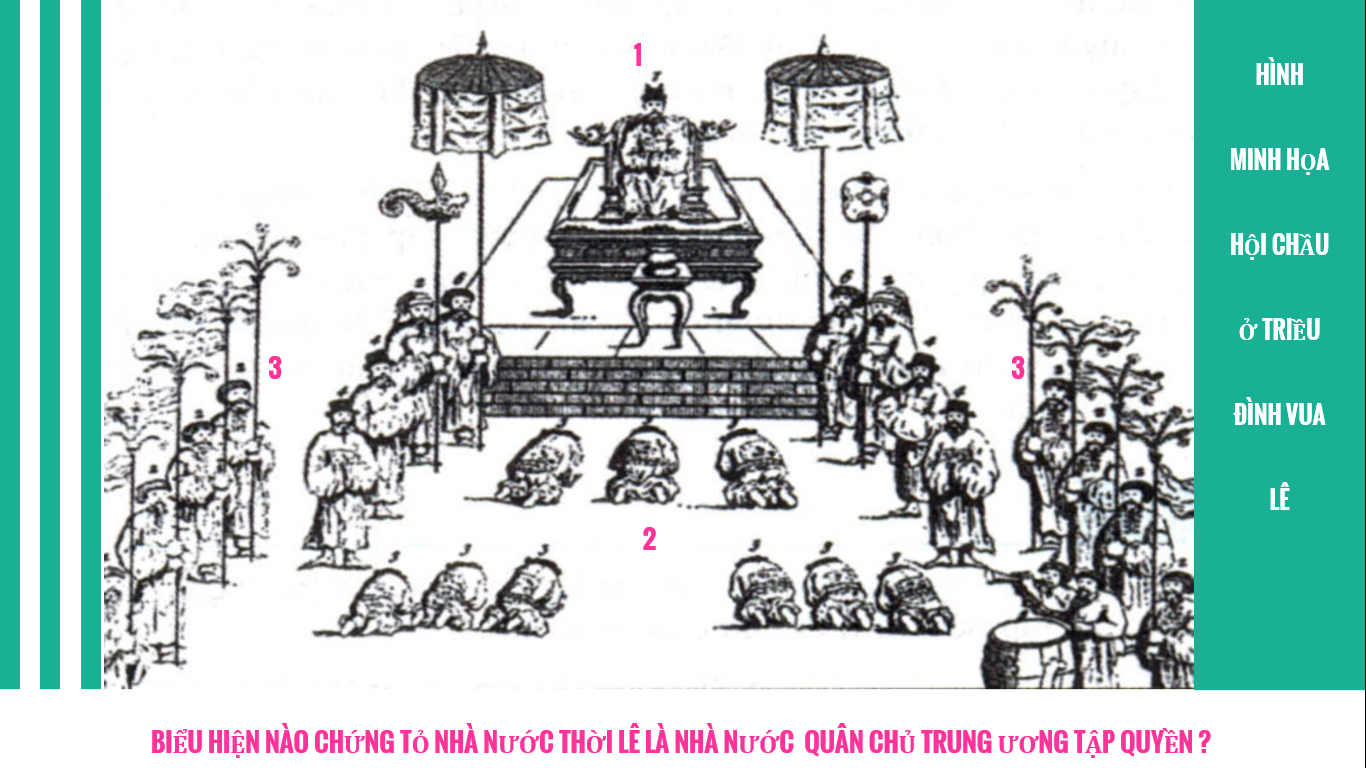 1
3
3
2
HÌNH
MINH HỌA
HỘI CHẦU
Ở TRIỀU
ĐÌNH VUA
LÊ
BIỂU HIỆN NÀO CHỨNG TỎ NHÀ NƯỚC THỜI LÊ LÀ NHÀ NƯỚC QUÂN CHỦ TRUNG ƯƠNG TẬP QUYỀN ?